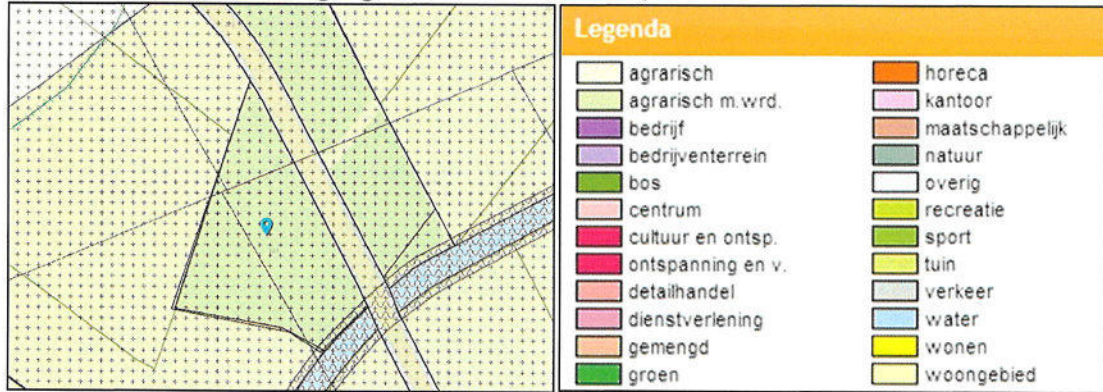 Legenda
agrarisch
agrarisch m.wrd.
bedrijf
bedrijventerrein
bos
centrum
cultuur en ontsp.
ontspanning en v.
detailhandel
dienstverlening
gemengd
groen
horeca
kantoor
maatschappelijk
natuur
overig
recreatie
sport
tuin
verkeer
water
wonen
woongebied